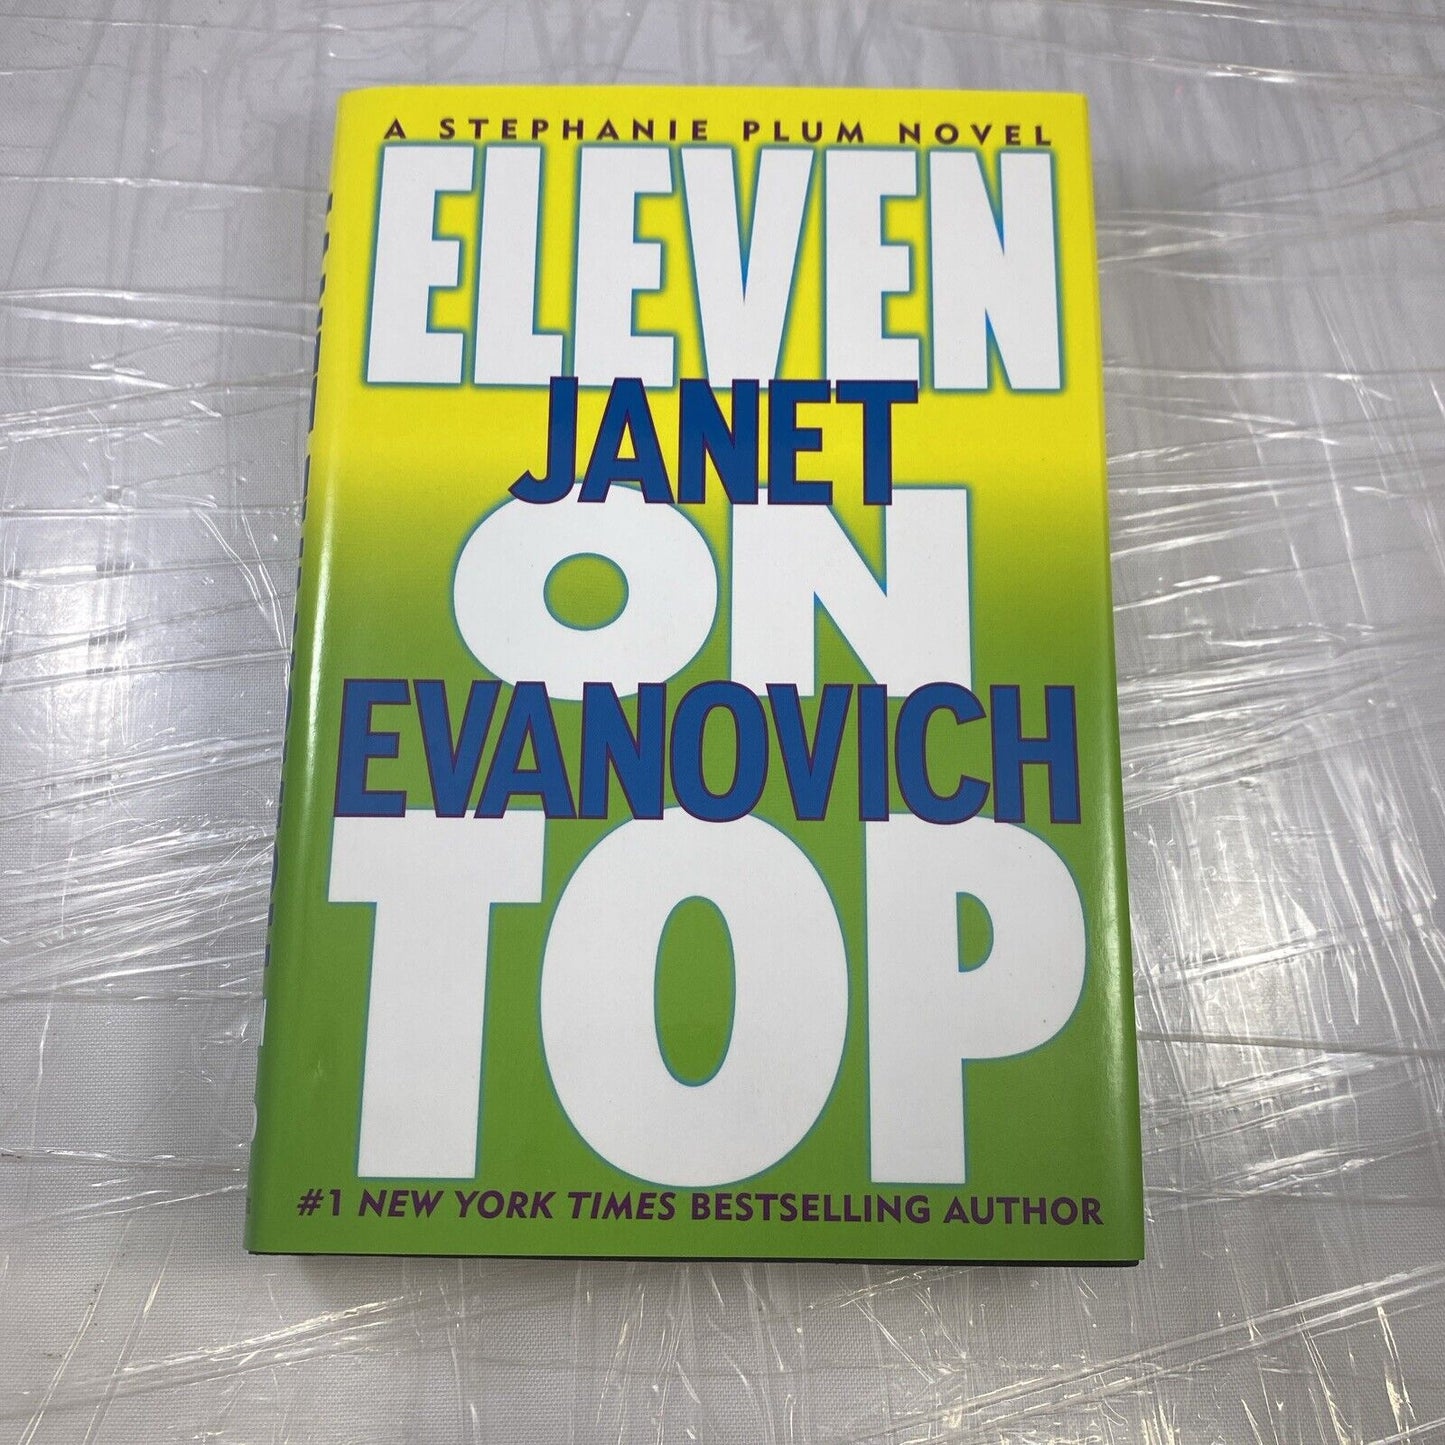 A STEPHANIE PLUM NOVEL
ELEVEN
JANET
ON
EVANOVICH
TOP
#1 NEW YORK TIMES BESTSELLING AUTHOR